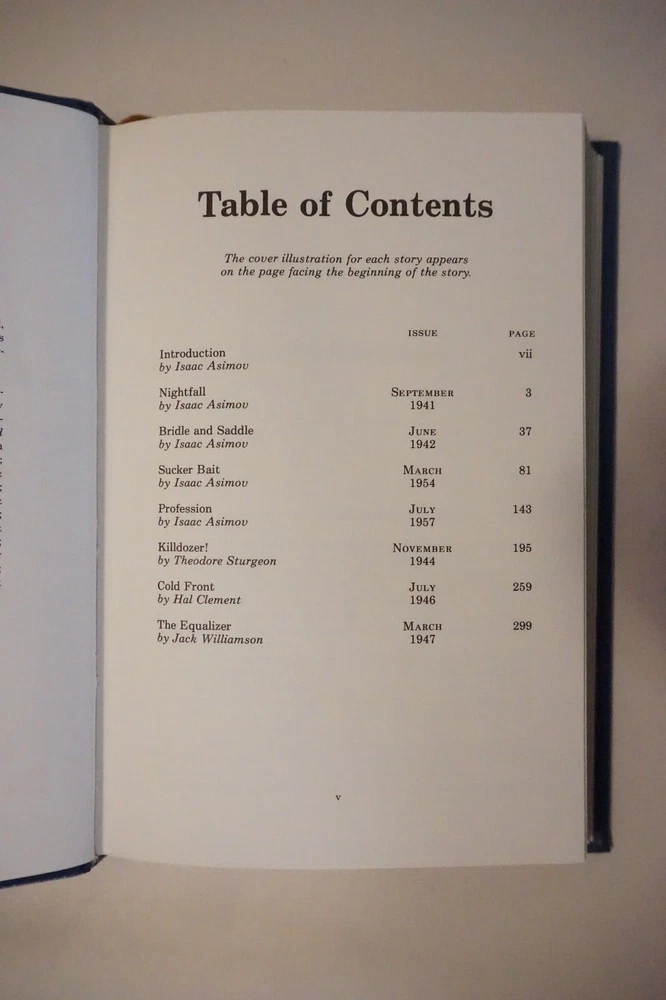 Table of Contents
The cover illustration for each story appears
on the page facing the beginning of the story.
ISSUE PAGE
Introduction vii
by Isaac Asimov
Nightfall SEPTEMBER 3
by Isaac Asimov 1941
Bridle and Saddle JUNE 37
by Isaac Asimov 1942
Sucker Bait MARCH 81
by Isaac Asimov 1954
Profession JULY 143
by Isaac Asimov 1957
Killdozer! NOVEMBER 195
by Theodore Sturgeon 1944
Cold Front JULY 259
by Hal Clement 1946
The Equalizer MARCH 299
by Jack Williamson 1947
v